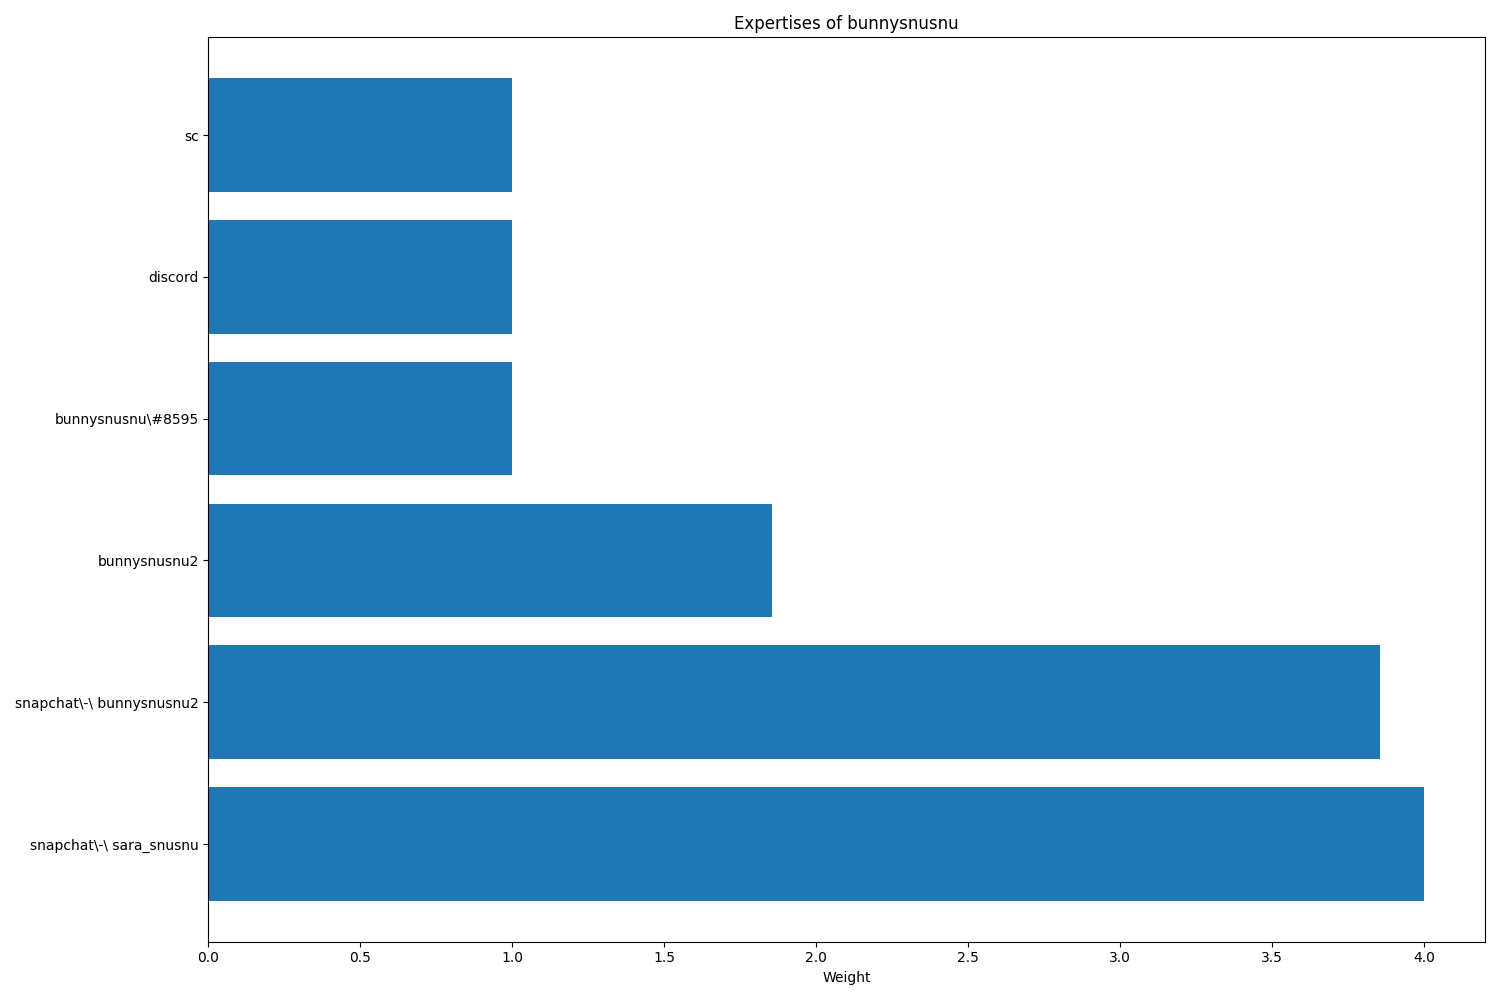 Expertises of bunnysnusnu
sc
discord
bunnysnusnu\#8595
bunnysnusnu2
snapchat\-\ bunnysnusnu2
snapchat\-\ sara_snusnu
0.0 0.5 1.0 1.5 2.0 2.5 3.0 3.5 4.0
Weight